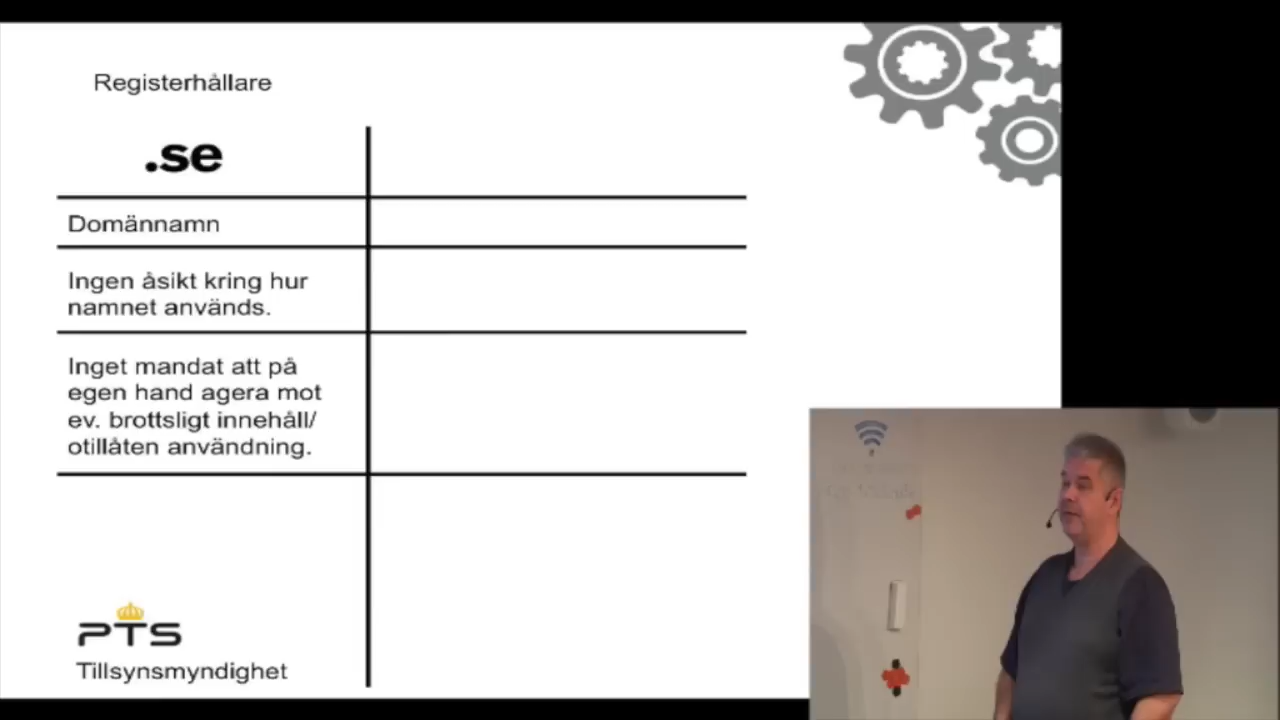 Registerhållare
.se
Domännamn
Ingen åsikt kring hur
namnet används.
Inget mandat att på
egen hand agera mot
ev. brottsligt innehåll/
otillåten användning.
PTS
Tillsynsmyndighet